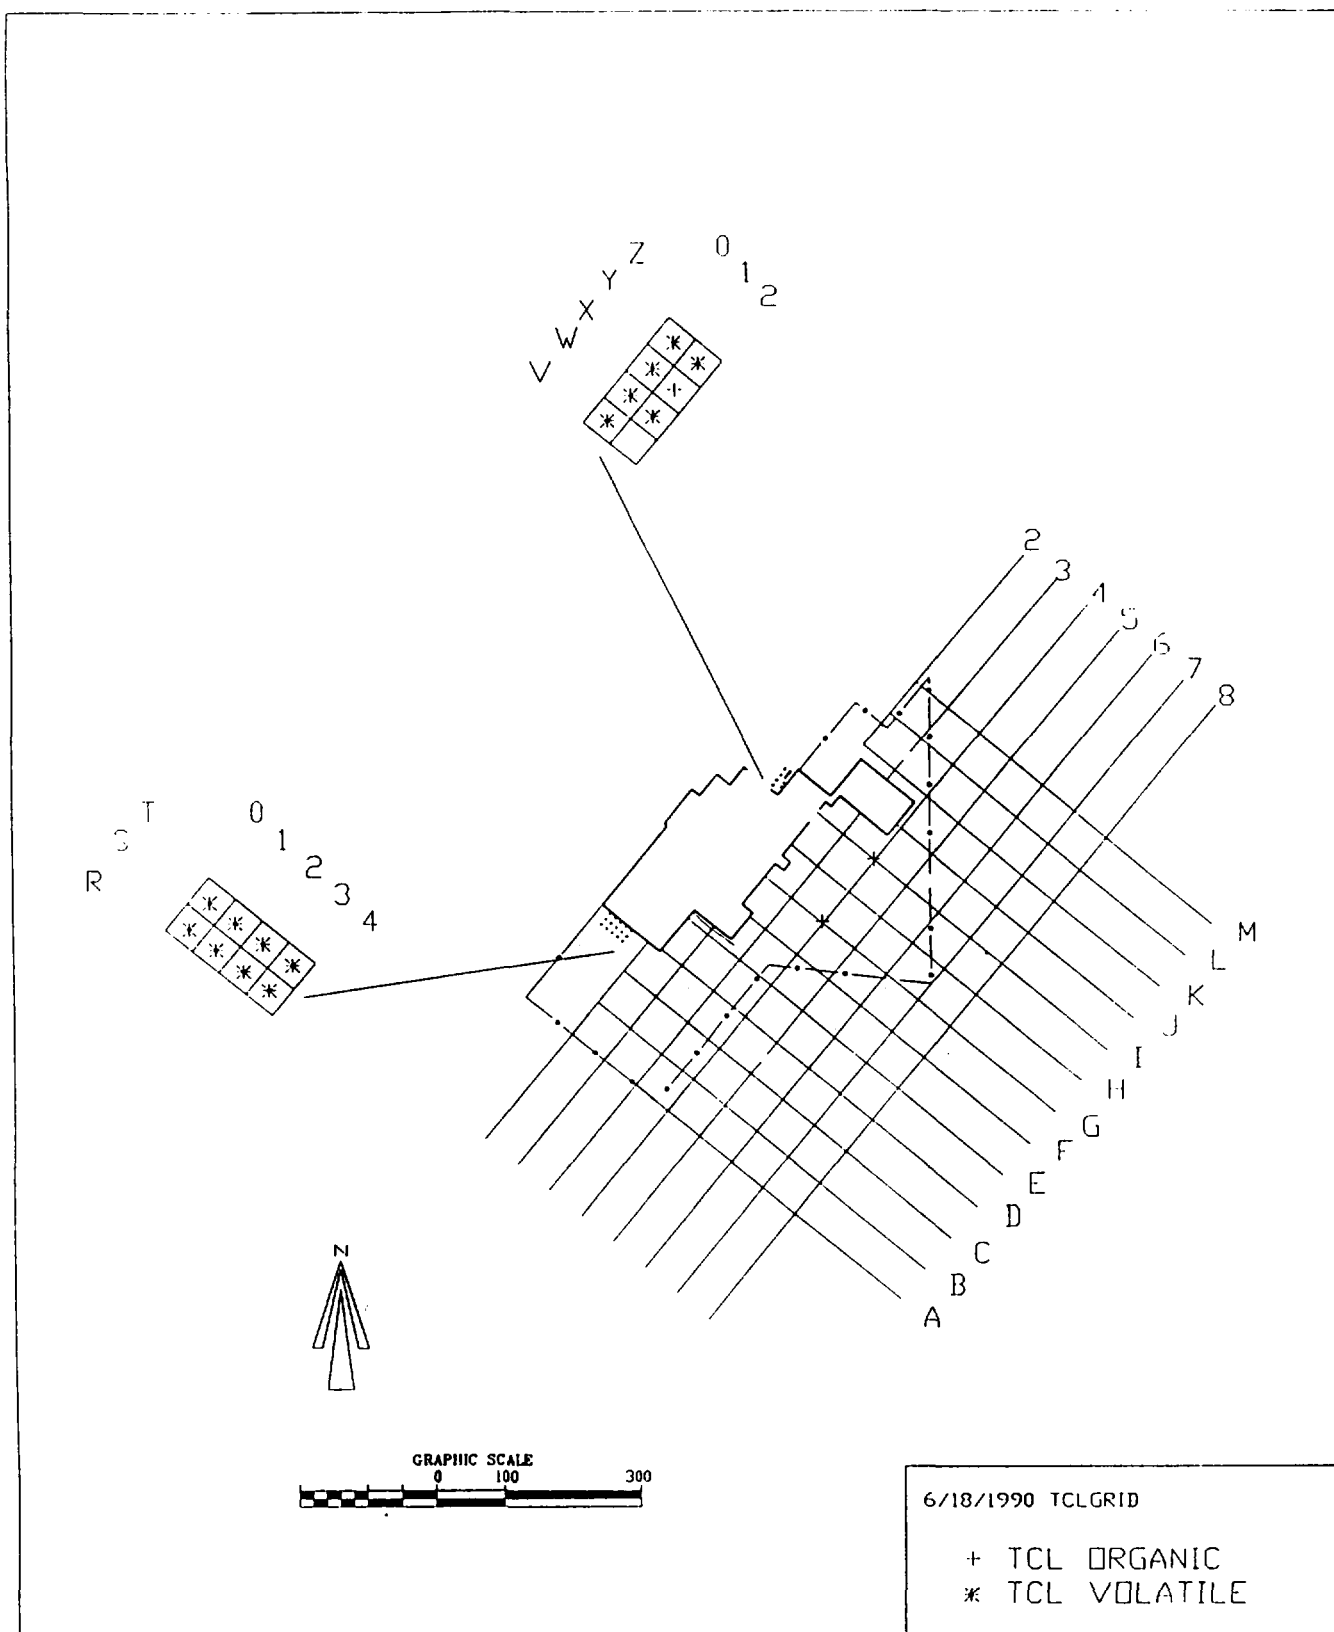 Z
Y
X
W
V
0
1
2
2
3
4
5
6
7
8
T
S
R
0
1
2
3
4
M
L
K
J
I
H
G
F
E
D
C
B
A
N
GRAPHIC SCALE
0 100 300
6/18/1990 TCLGRID
+ TCL ORGANIC
TCL VOLATILE